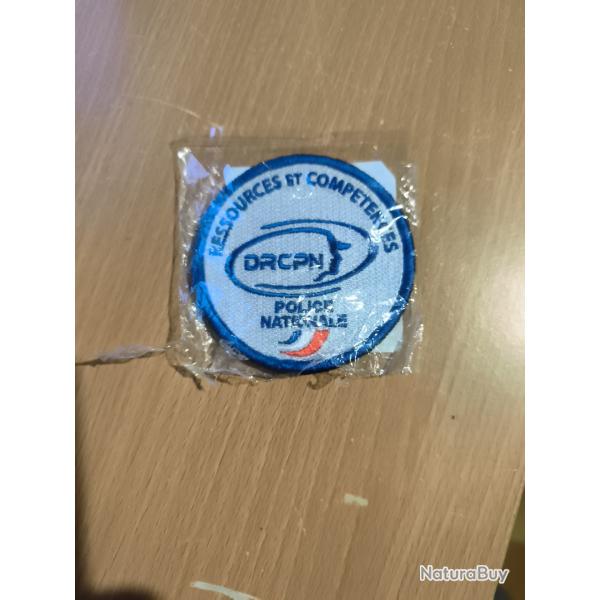 RESSOURCES ET COMPETENCES
DRCPN
POLICE
NATIONALE
NaturaBuy